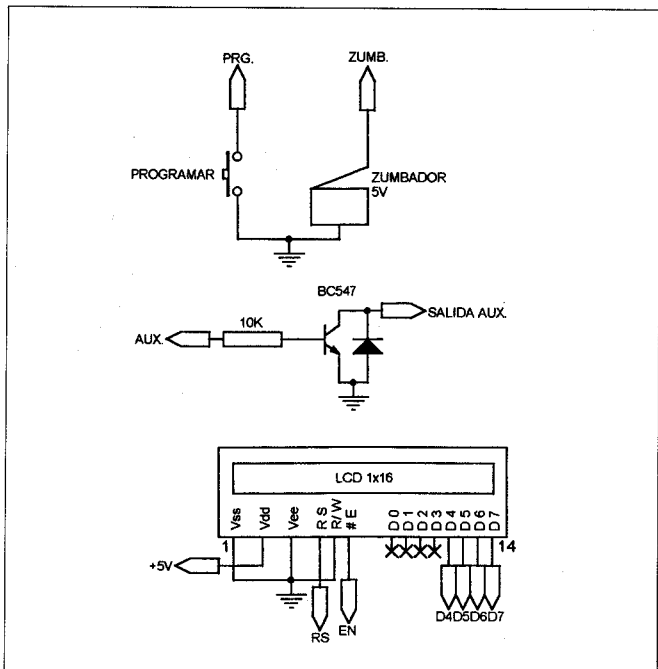 PRG.
ZUMB.
PROGRAMAR
ZUMBADOR
5V
BC547
10K
AUX.
SALIDA AUX.
LCD 1x16
Vss
Vdd
Vee
RS
R/W
#E
D0
D1
D2
D3
D4
D5
D6
D7
1
14
+5V
RS
EN
D4D5D6D7